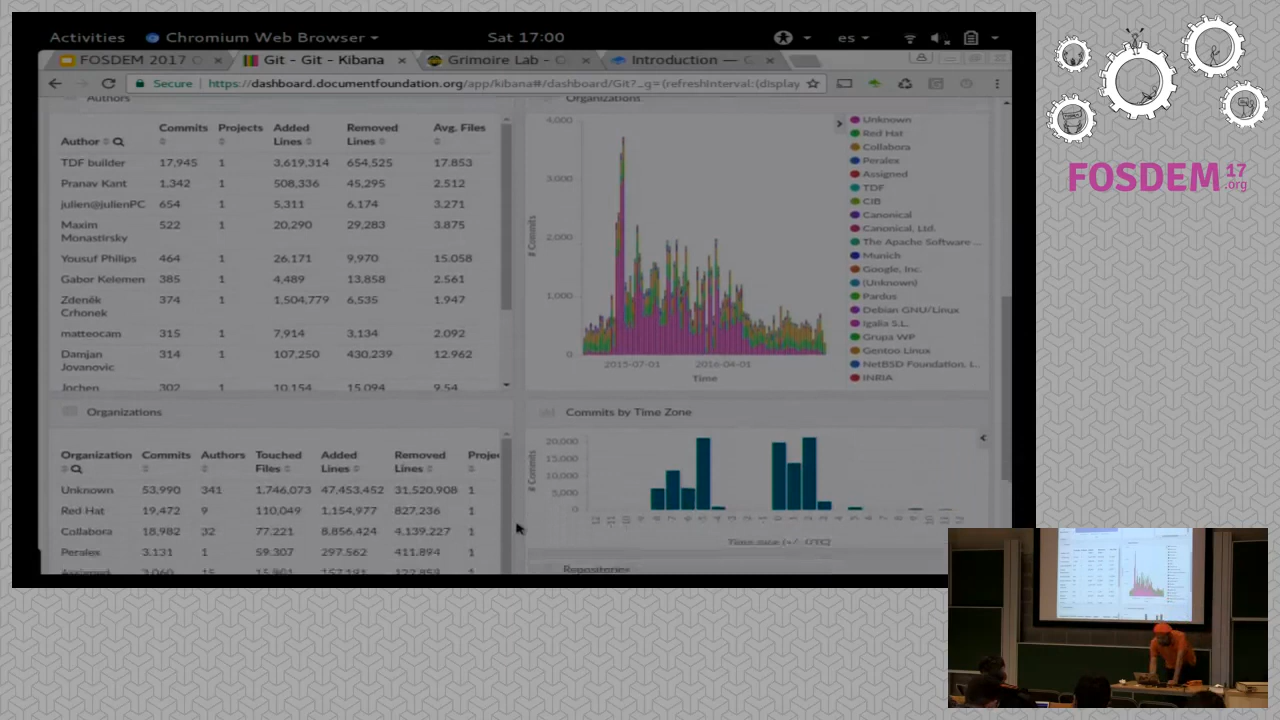 Activities
Chromium Web Browser
Sat 17:00
es
FOSDEM 2017
Git - Git - Kibana
Grimoire Lab -
Introduction —
Secure
https://dashboard.documentfoundation.org/app/kibana#/dashboard/Git?_g=(refreshInterval:(display
Authors
Author Commits Projects Added Lines Removed Lines Avg. Files
TDF builder 17,945 1 3,619,314 654,525 17.853
Pranav Kant 1,342 1 508,336 45,295 2.512
julien@julienPC 654 1 5,311 6,174 3.271
Maxim Monastirsky 522 1 20,290 29,283 3.875
Yousuf Philips 464 1 26,171 9,970 15.058
Gabor Kelemen 385 1 4,489 13,858 2.561
Zdeněk Crhonek 374 1 1,504,779 6,535 1.947
matteocam 315 1 7,914 3,134 2.092
Damjan Jovanovic 314 1 107,250 430,239 12.962
Jochen 302 1 10,154 15,094 9.54
Organizations
4,000
3,000
2,000
1,000
0
# Commits
2015-07-01 2016-04-01
Time
Unknown
Red Hat
Collabora
Peralex
Assigned
TDF
CIB
Canonical
Canonical, Ltd.
The Apache Software ...
Munich
Google, Inc.
(Unknown)
Pardus
Debian GNU/Linux
Igalia S.L.
Grupa WP
Gentoo Linux
NetBSD Foundation, I...
INRIA
Organizations
Organization Commits Authors Touched Files Added Lines Removed Lines Proje
Unknown 53,990 341 1,746,073 47,453,452 31,520,908 1
Red Hat 19,472 9 110,049 1,154,977 827,236 1
Collabora 18,982 32 77,221 8,856,424 4,139,227 1
Peralex 3,131 1 59,307 297,562 411,894 1
Commits by Time Zone
20,000
15,000
10,000
5,000
0
# Commits
Time zone (+/- UTC)
Repositories
FOSDEM 17
.org